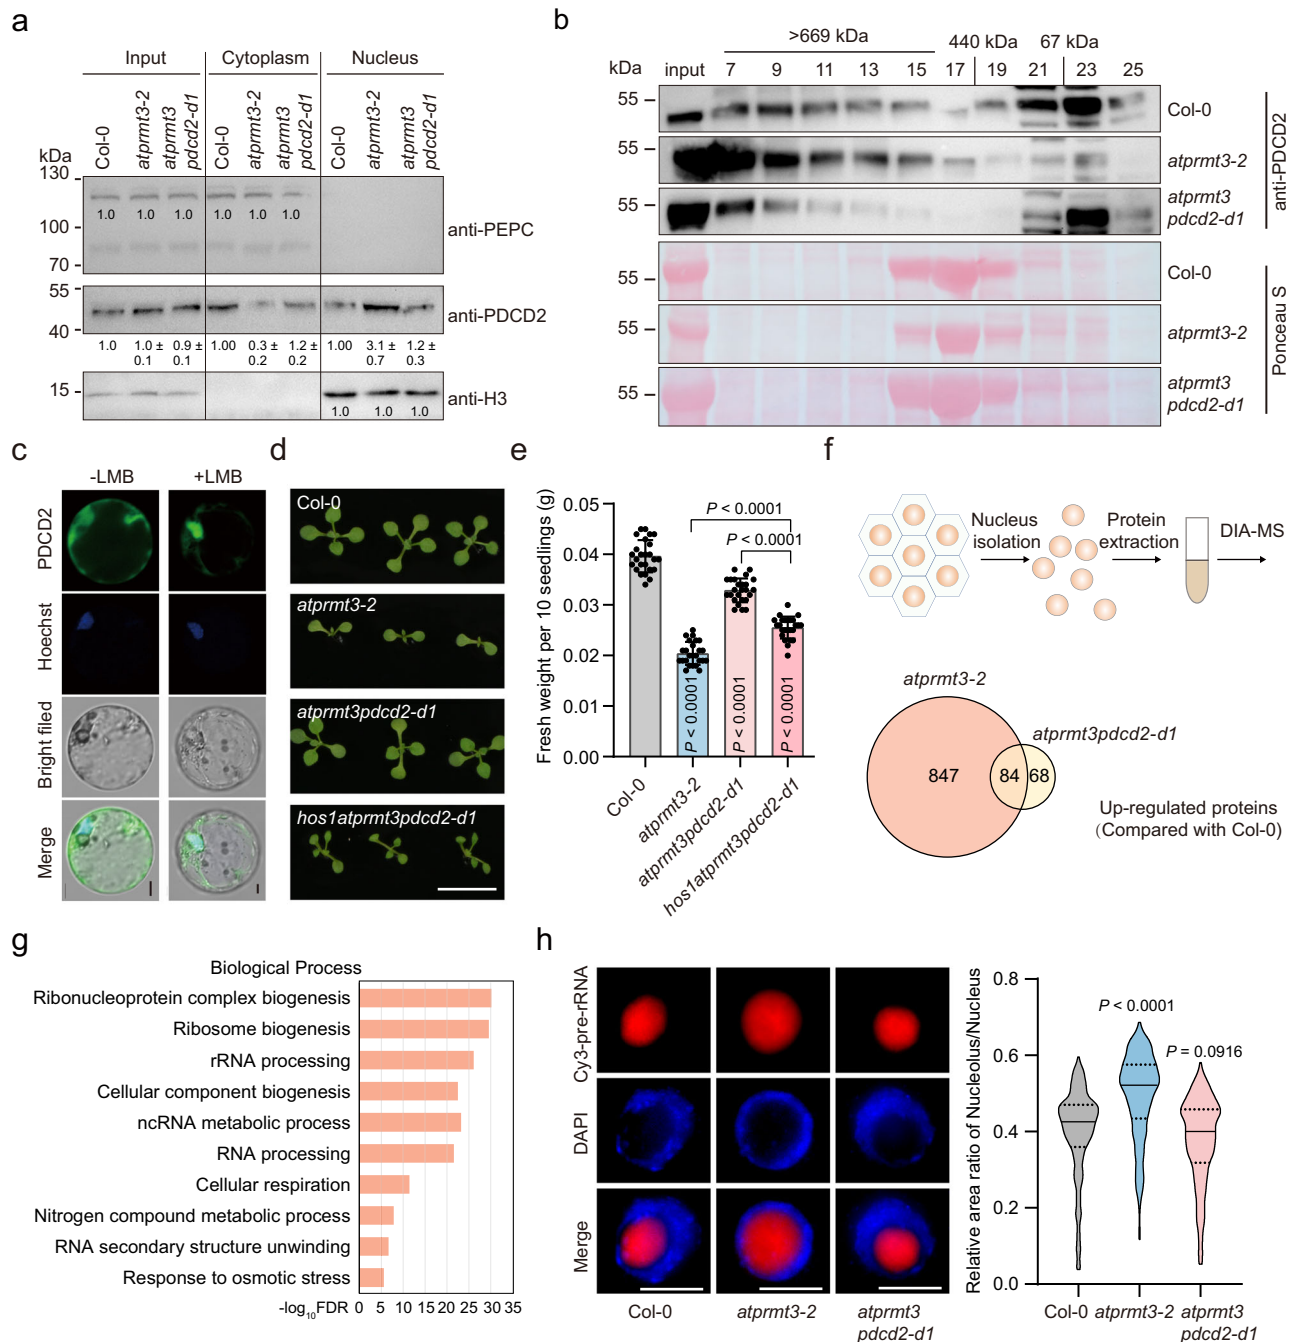 a
Input Cytoplasm Nucleus
Col-0 atprmt3-2 atprmt3 pdcd2-d1 Col-0 atprmt3-2 atprmt3 pdcd2-d1 Col-0 atprmt3-2 atprmt3 pdcd2-d1
kDa
130
100
70
1.0 1.0 1.0 1.0 1.0 1.0
anti-PEPC
55
40
anti-PDCD2
1.0 1.0 ± 0.1 0.9 ± 0.1 1.00 0.3 ± 0.2 1.2 ± 0.2 1.00 3.1 ± 0.7 1.2 ± 0.3
15
anti-H3
1.0 1.0 1.0
b
>669 kDa 440 kDa 67 kDa
kDa input 7 9 11 13 15 17 19 21 23 25
55 Col-0
55 atprmt3-2
55 atprmt3 pdcd2-d1
anti-PDCD2
55 Col-0
55 atprmt3-2
55 atprmt3 pdcd2-d1
Ponceau S
c
-LMB +LMB
PDCD2
Hoechst
Bright filed
Merge
d
Col-0
atprmt3-2
atprmt3pdcd2-d1
hos1atprmt3pdcd2-d1
e
Fresh weight per 10 seedlings (g)
0.05
0.04
0.03
0.02
0.01
0.00
P < 0.0001
P < 0.0001
P < 0.0001
P < 0.0001
P < 0.0001
Col-0
atprmt3-2
atprmt3pdcd2-d1
hos1atprmt3pdcd2-d1
f
Nucleus isolation
Protein extraction
DIA-MS
atprmt3-2
atprmt3pdcd2-d1
847 84 68
Up-regulated proteins
(Compared with Col-0)
g
Biological Process
Ribonucleoprotein complex biogenesis
Ribosome biogenesis
rRNA processing
Cellular component biogenesis
ncRNA metabolic process
RNA processing
Cellular respiration
Nitrogen compound metabolic process
RNA secondary structure unwinding
Response to osmotic stress
-log10FDR
0 5 10 15 20 25 30 35
h
Cy3-pre-rRNA
DAPI
Merge
Col-0 atprmt3-2 atprmt3 pdcd2-d1
Relative area ratio of Nucleolus/Nucleus
0.8
0.6
0.4
0.2
0.0
P < 0.0001
P = 0.0916
Col-0 atprmt3-2 atprmt3 pdcd2-d1